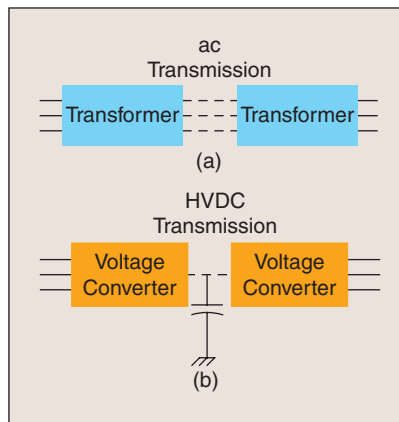 ac
Transmission
Transformer Transformer
(a)
HVDC
Transmission
Voltage Voltage
Converter Converter
(b)